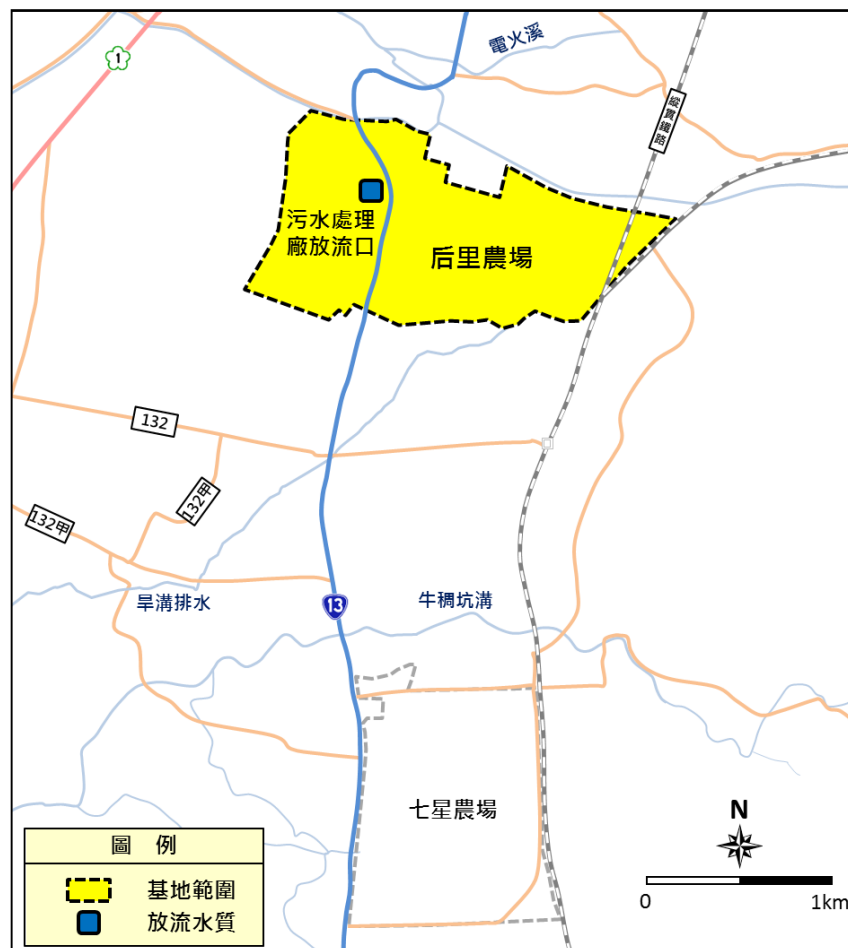 電火溪
1
縱貫鐵路
污水處理
廠放流口
后里農場
132
132甲
132甲
旱溝排水
13
牛稠坑溝
七星農場
圖 例
基地範圍
放流水質
N
0
1km